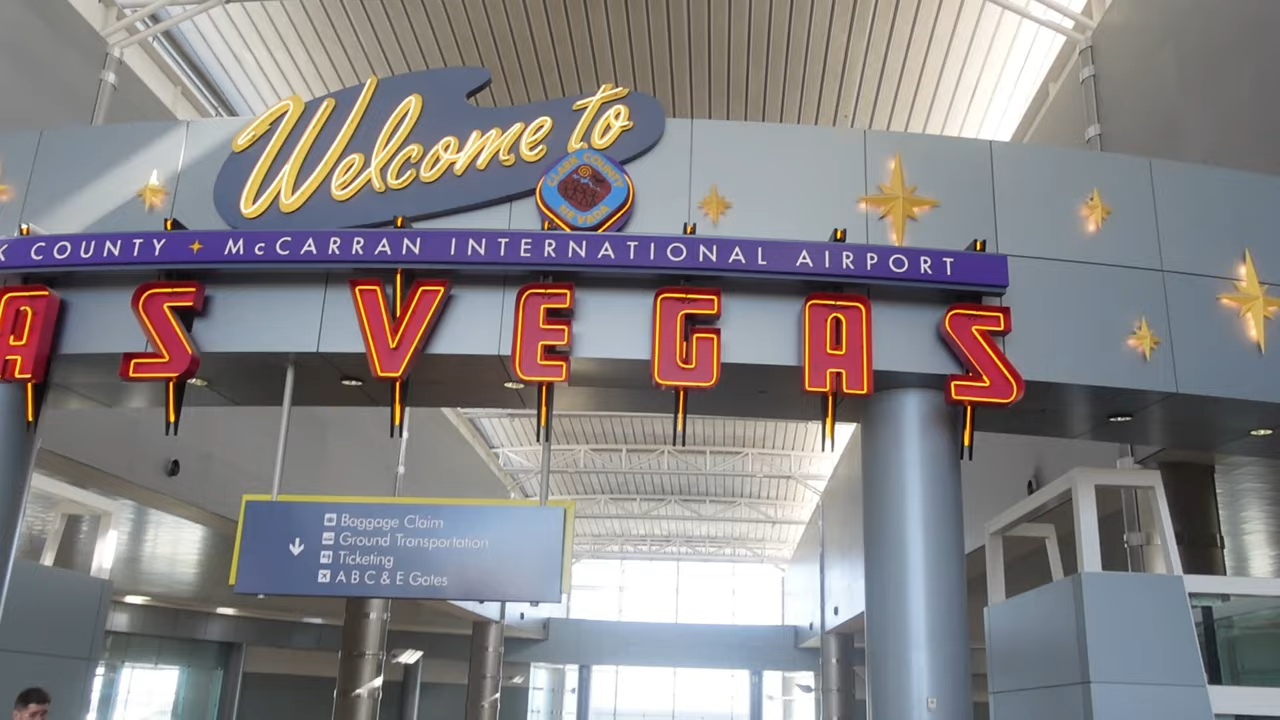 Welcome to
CLARK COUNTY
NEVADA
K COUNTY ✦ McCARRAN INTERNATIONAL AIRPORT
AS VEGAS
Baggage Claim
Ground Transportation
Ticketing
A B C & E Gates